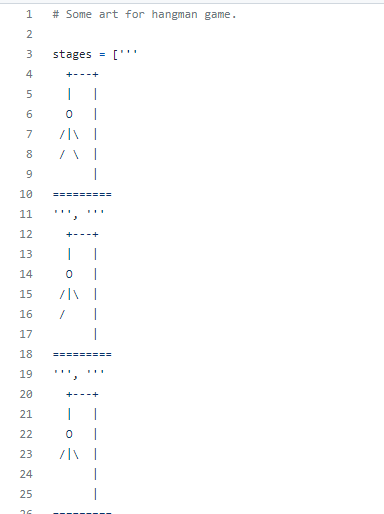 1 # Some art for hangman game.
2
3 stages = ['''
4   +---+
5   |   |
6   O   |
7  /|\  |
8  / \  |
9       |
10 =========
11 ''', '''
12   +---+
13   |   |
14   O   |
15  /|\  |
16  /    |
17       |
18 =========
19 ''', '''
20   +---+
21   |   |
22   O   |
23  /|\  |
24       |
25       |
26 =========